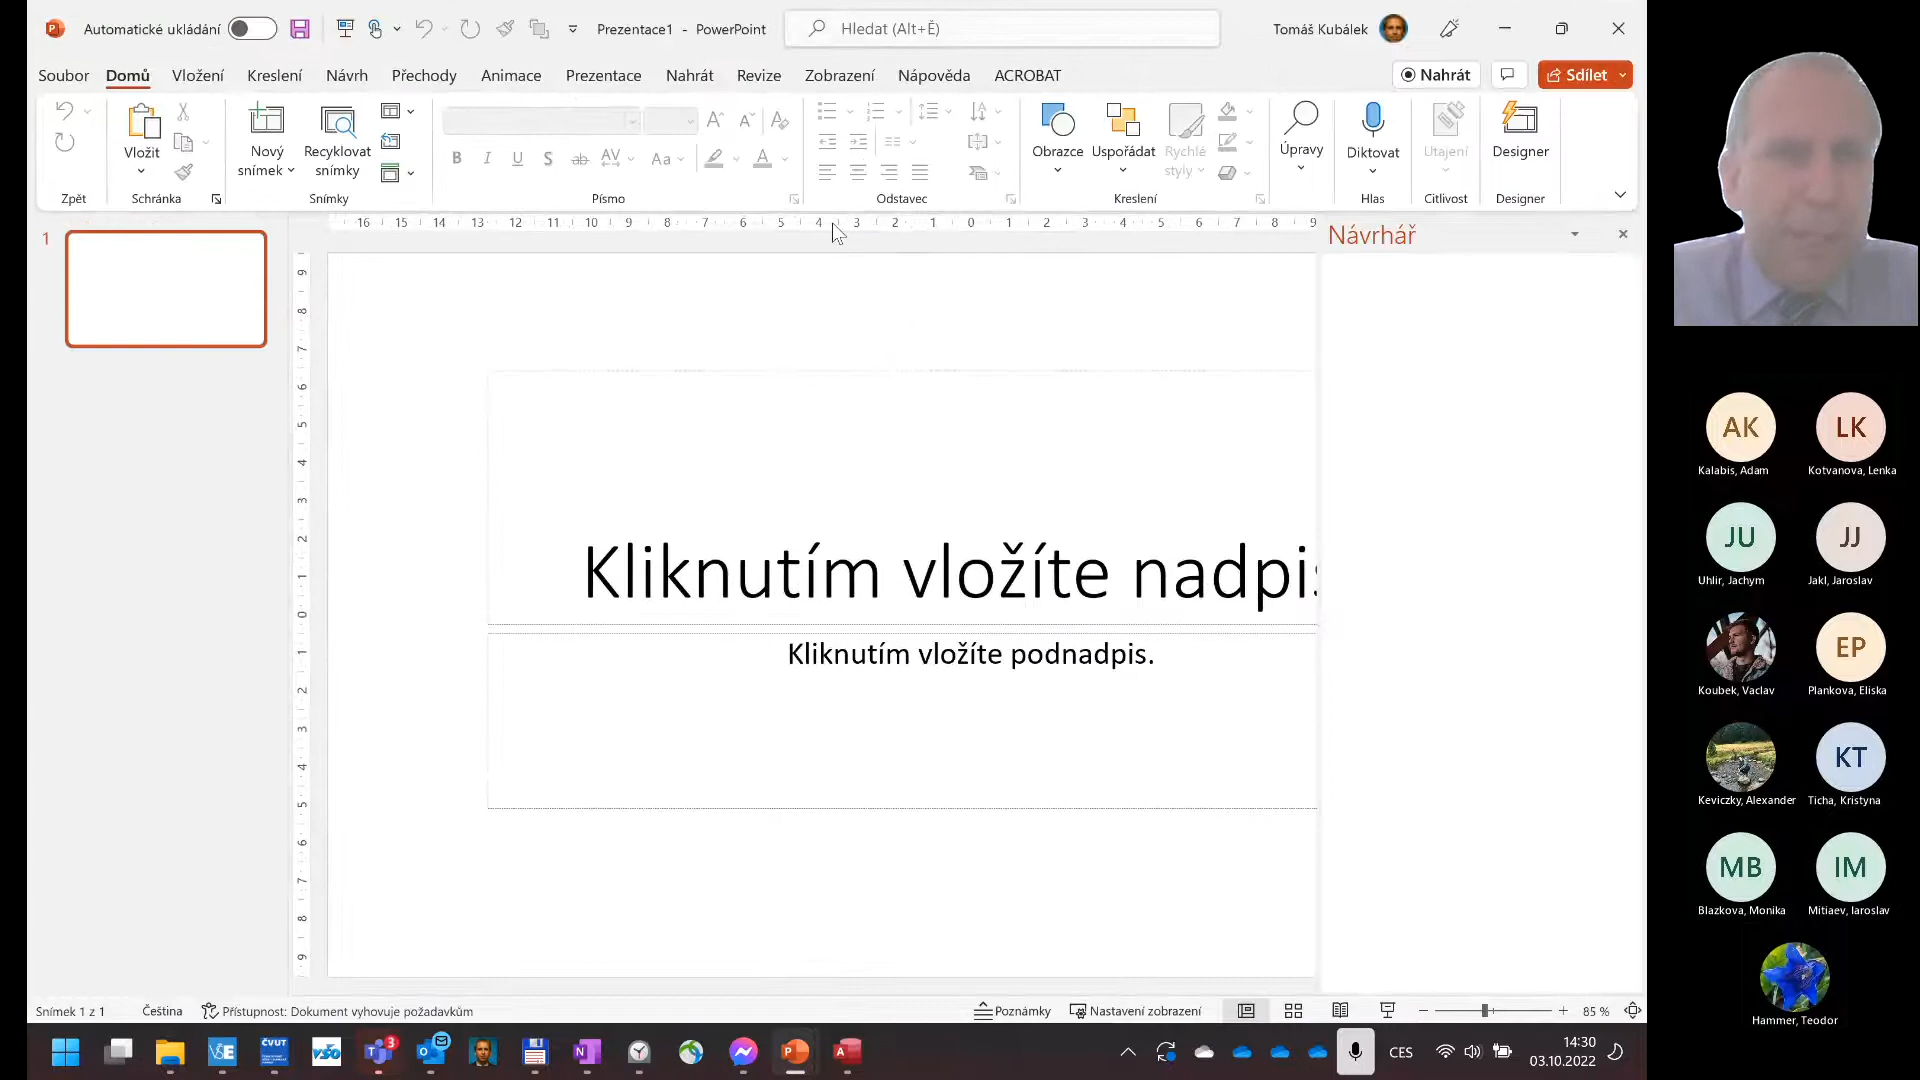 Automatické ukládání
Prezentace1 - PowerPoint
Hledat (Alt+Ě)
Tomáš Kubálek
Soubor Domů Vložení Kreslení Návrh Přechody Animace Prezentace Nahrát Revize Zobrazení Nápověda ACROBAT
Nahrát
Sdílet
Vložit
Nový snímek
Recyklovat snímky
Obrazce
Uspořádat
Rychlé styly
Úpravy
Diktovat
Utajení
Designer
Zpět
Schránka
Snímky
Písmo
Odstavec
Kreslení
Hlas
Citlivost
Designer
16 15 14 13 12 11 10 9 8 7 6 5 4 3 2 1 0 1 2 3 4 5 6 7 8 9
1
Návrhář
9 8 7 6 5 4 3 2 1 0 1 2 3 4 5 6 7 8 9
Kliknutím vložíte nadpis
Kliknutím vložíte podnadpis.
Snímek 1 z 1
Čeština
Přístupnost: Dokument vyhovuje požadavkům
Poznámky
Nastavení zobrazení
85 %
CES
14:30
03.10.2022
AK
Kalabis, Adam
LK
Kotvanova, Lenka
JU
Uhlir, Jachym
JJ
Jakl, Jaroslav
Koubek, Vaclav
EP
Plankova, Eliska
Keviczky, Alexander
KT
Ticha, Kristyna
MB
Blazkova, Monika
IM
Mitiaev, Iaroslav
Hammer, Teodor